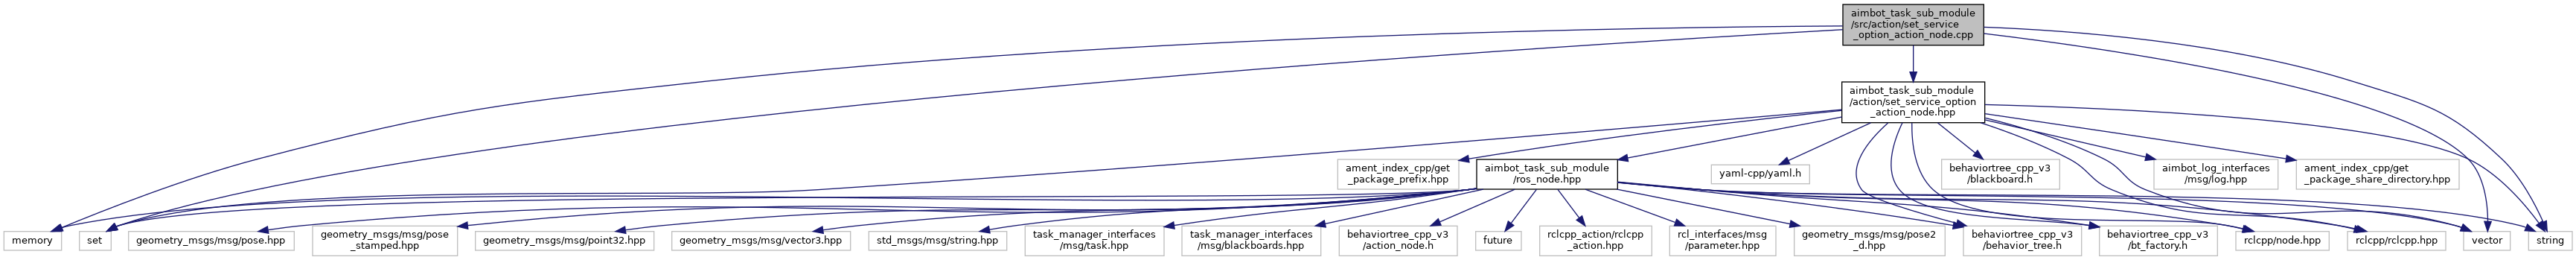 aimbot_task_sub_module
/src/action/set_service
_option_action_node.cpp
aimbot_task_sub_module
/action/set_service_option
_action_node.hpp
ament_index_cpp/get
_package_prefix.hpp
aimbot_task_sub_module
/ros_node.hpp
yaml-cpp/yaml.h
behaviortree_cpp_v3
/blackboard.h
aimbot_log_interfaces
/msg/log.hpp
ament_index_cpp/get
_package_share_directory.hpp
memory
set
geometry_msgs/msg/pose.hpp
geometry_msgs/msg/pose
_stamped.hpp
geometry_msgs/msg/point32.hpp
geometry_msgs/msg/vector3.hpp
std_msgs/msg/string.hpp
task_manager_interfaces
/msg/task.hpp
task_manager_interfaces
/msg/blackboards.hpp
behaviortree_cpp_v3
/action_node.h
future
rclcpp_action/rclcpp
_action.hpp
rcl_interfaces/msg
/parameter.hpp
geometry_msgs/msg/pose2
_d.hpp
behaviortree_cpp_v3
/behavior_tree.h
behaviortree_cpp_v3
/bt_factory.h
rclcpp/node.hpp
rclcpp/rclcpp.hpp
vector
string